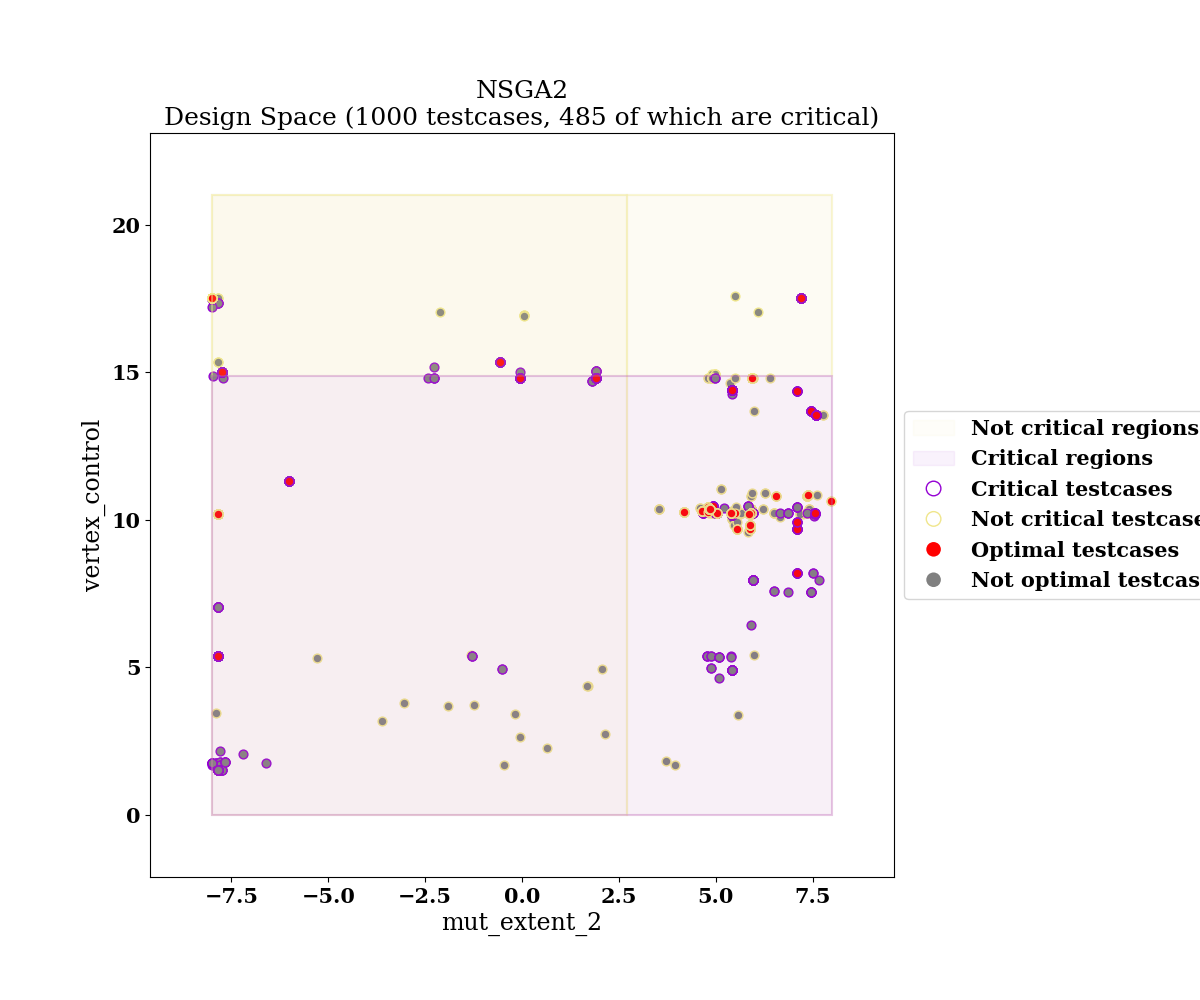 NSGA2
Design Space (1000 testcases, 485 of which are critical)
20
15
10
5
0
vertex_control
−7.5
−5.0
−2.5
0.0
2.5
5.0
7.5
mut_extent_2
Not critical regions
Critical regions
Critical testcases
Not critical testcase
Optimal testcases
Not optimal testcas